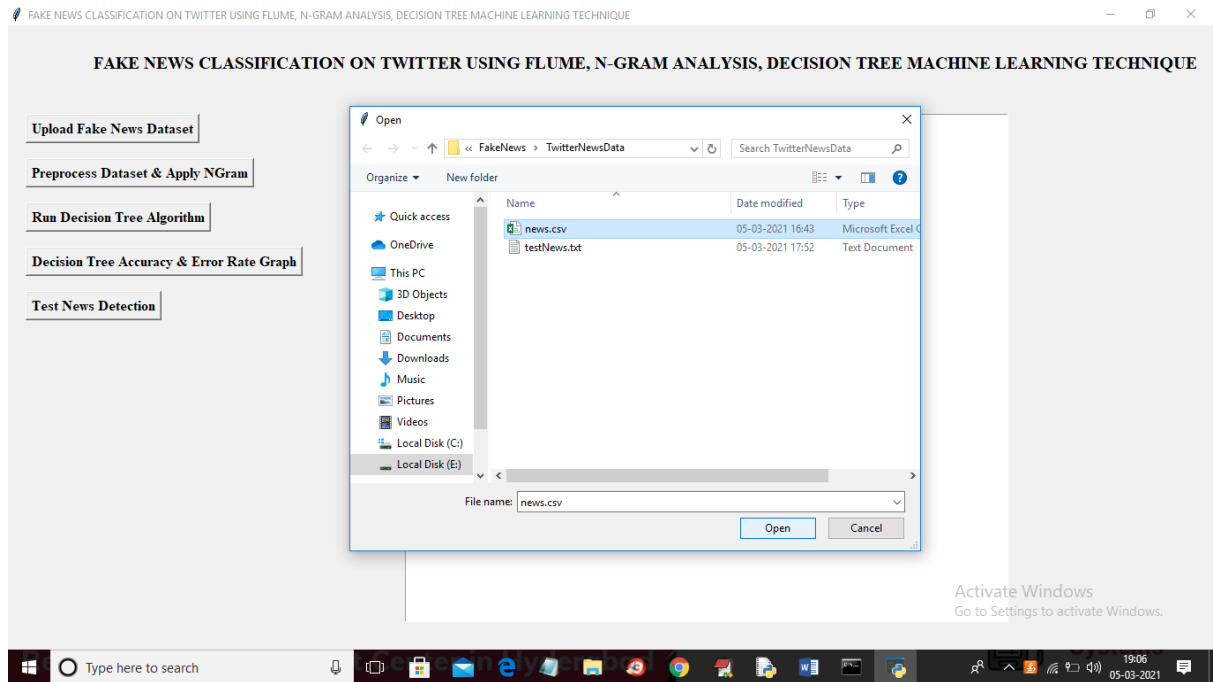 FAKE NEWS CLASSIFICATION ON TWITTER USING FLUME, N-GRAM ANALYSIS, DECISION TREE MACHINE LEARNING TECHNIQUE
FAKE NEWS CLASSIFICATION ON TWITTER USING FLUME, N-GRAM ANALYSIS, DECISION TREE MACHINE LEARNING TECHNIQUE
Upload Fake News Dataset
Preprocess Dataset & Apply NGram
Run Decision Tree Algorithm
Decision Tree Accuracy & Error Rate Graph
Test News Detection
Open
« FakeNews › TwitterNewsData
Search TwitterNewsData
Organize
New folder
Quick access
OneDrive
This PC
3D Objects
Desktop
Documents
Downloads
Music
Pictures
Videos
Local Disk (C:)
Local Disk (E:)
Name Date modified Type
news.csv 05-03-2021 16:43 Microsoft Excel
testNews.txt 05-03-2021 17:52 Text Document
File name: news.csv
Open Cancel
Activate Windows
Go to Settings to activate Windows.
Type here to search
19:06
05-03-2021